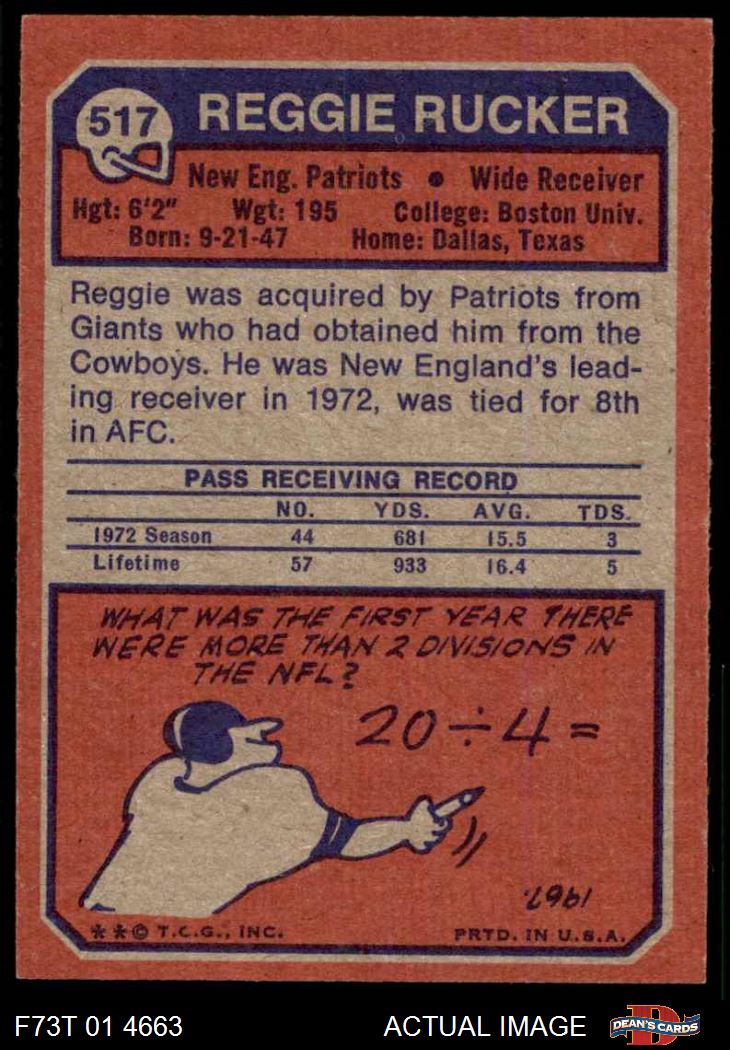 517
REGGIE RUCKER
New Eng. Patriots • Wide Receiver
Hgt: 6'2" Wgt: 195 College: Boston Univ.
Born: 9-21-47 Home: Dallas, Texas
Reggie was acquired by Patriots from
Giants who had obtained him from the
Cowboys. He was New England's lead-
ing receiver in 1972, was tied for 8th
in AFC.
PASS RECEIVING RECORD
NO. YDS. AVG. TDS.
1972 Season 44 681 15.5 3
Lifetime 57 933 16.4 5
WHAT WAS THE FIRST YEAR THERE
WERE MORE THAN 2 DIVISIONS IN
THE NFL?
20 ÷ 4 =
1967.
**© T.C.G., INC. PRTD. IN U.S.A.
F73T 01 4663 ACTUAL IMAGE D DEAN'S CARDS